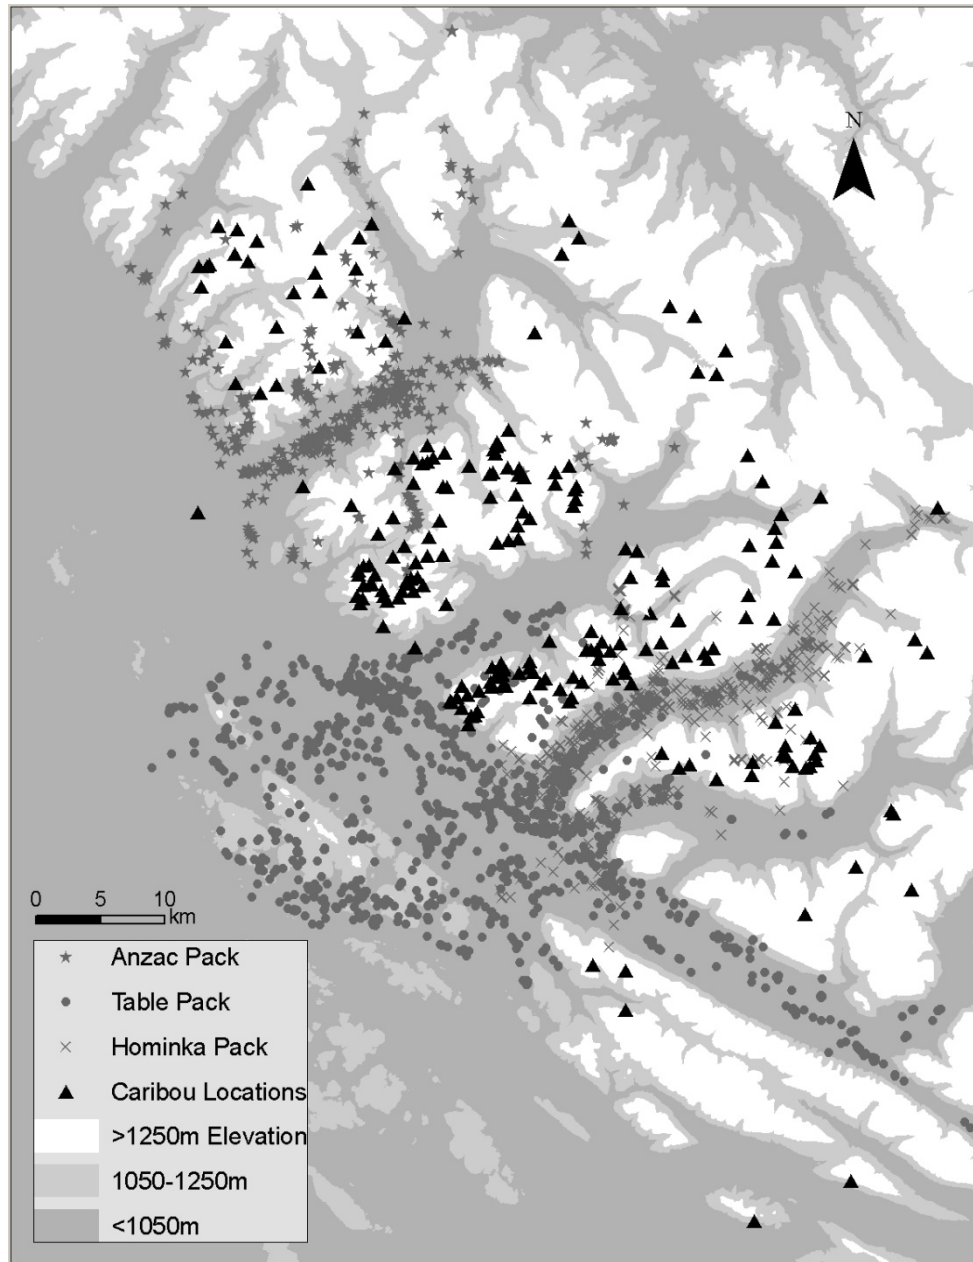 N
0 5 10
km
Anzac Pack
Table Pack
Hominka Pack
Caribou Locations
>1250m Elevation
1050-1250m
<1050m